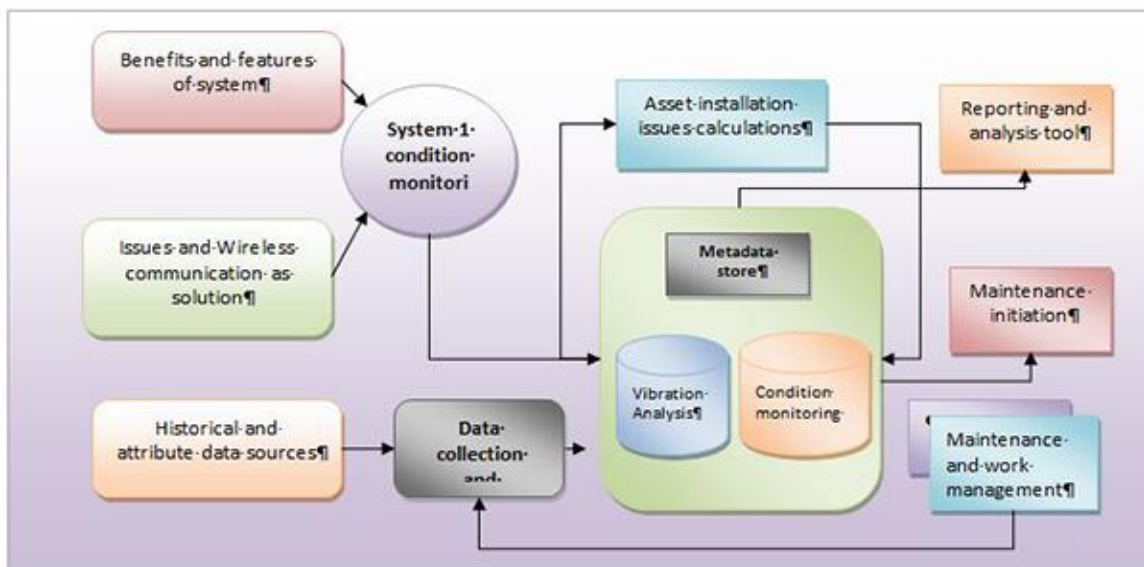 Benefits·and·features·
of·system¶
System·1·
condition·
monitori
Issues·and·Wireless·
communication·as·
solution¶
Historical·and·
attribute·data·sources¶
Data·
collection·
and·
Asset·installation·
issues·calculations¶
Metadata·
store¶
Vibration·
Analysis¶
Condition·
monitoring·
Reporting·and·
analysis·tool¶
Maintenance·
initiation¶
Maintenance·
and·work·
management¶